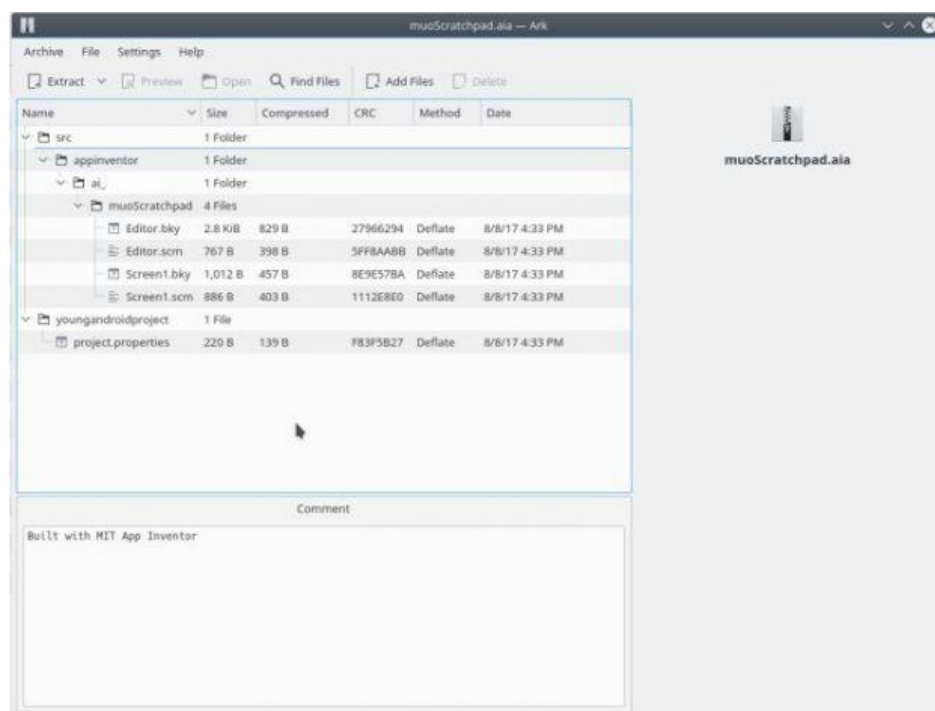 muoScratchpad.aia — Ark
Archive File Settings Help
Extract Preview Open Find Files Add Files Delete
Name Size Compressed CRC Method Date
src 1 Folder
appinventor 1 Folder
ai_ 1 Folder
muoScratchpad 4 Files
Editor.bky 2.8 KiB 829 B 27966294 Deflate 8/8/17 4:33 PM
Editor.scm 767 B 398 B 5FF8AABB Deflate 8/8/17 4:33 PM
Screen1.bky 1,012 B 457 B 8E9E57BA Deflate 8/8/17 4:33 PM
Screen1.scm 886 B 403 B 1112E8E0 Deflate 8/8/17 4:33 PM
youngandroidproject 1 File
project.properties 220 B 139 B F83F5B27 Deflate 8/8/17 4:33 PM
muoScratchpad.aia
Comment
Built with MIT App Inventor